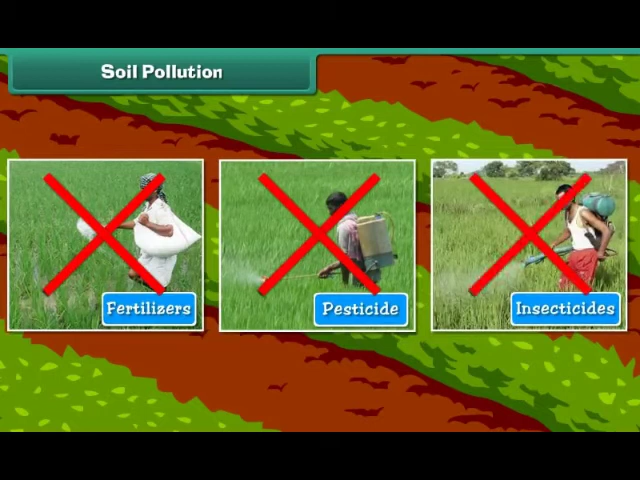 Soil Pollution
Fertilizers
Pesticide
Insecticides